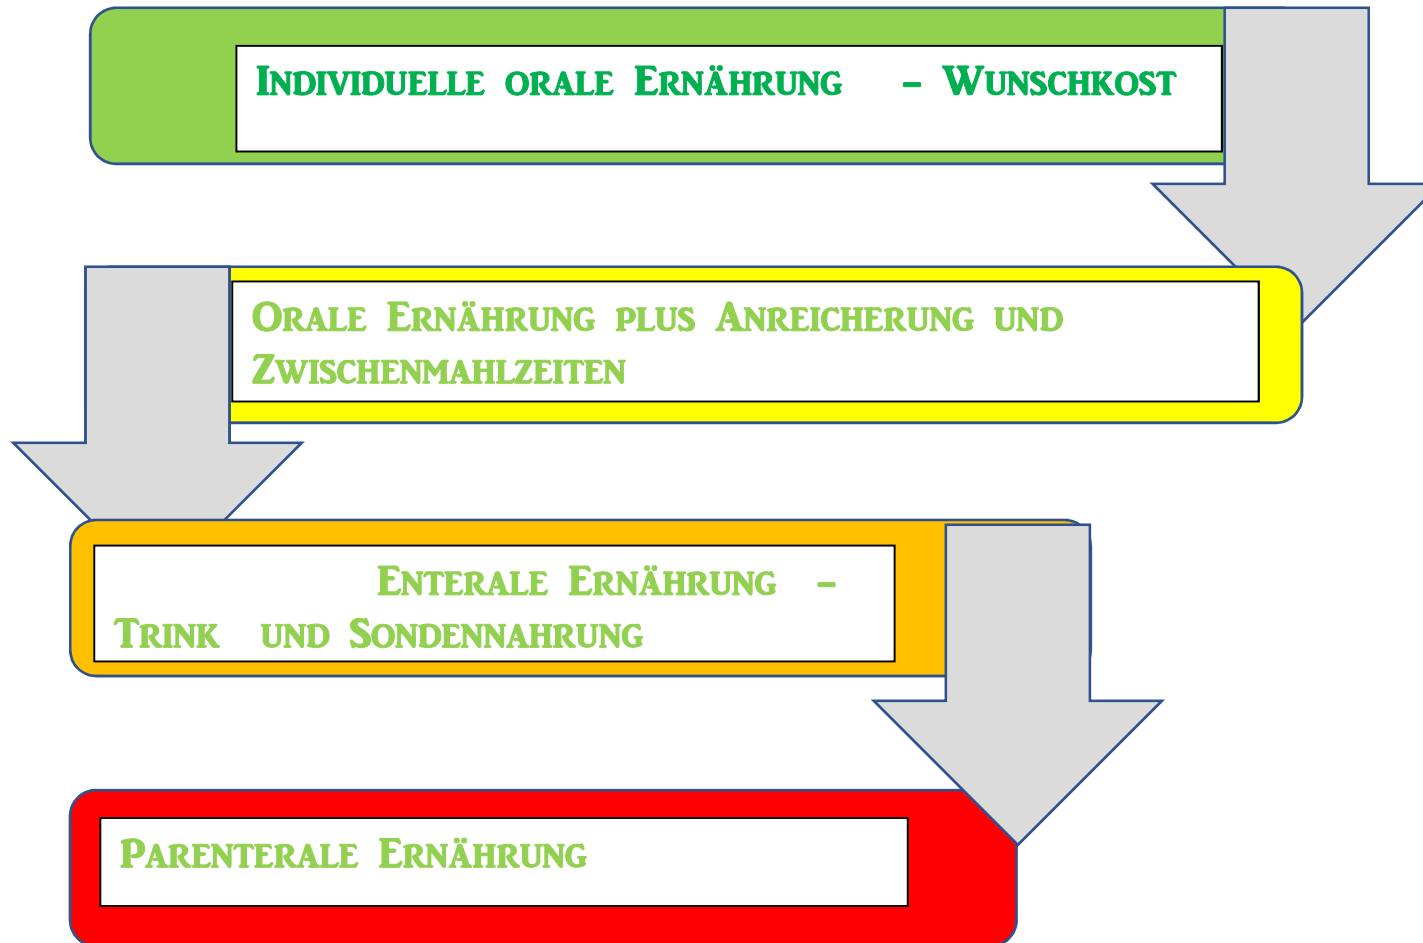 Individuelle orale Ernährung - Wunschkost
Orale Ernährung plus Anreicherung und
Zwischenmahlzeiten
Enterale Ernährung -
Trink und Sondennahrung
Parenterale Ernährung